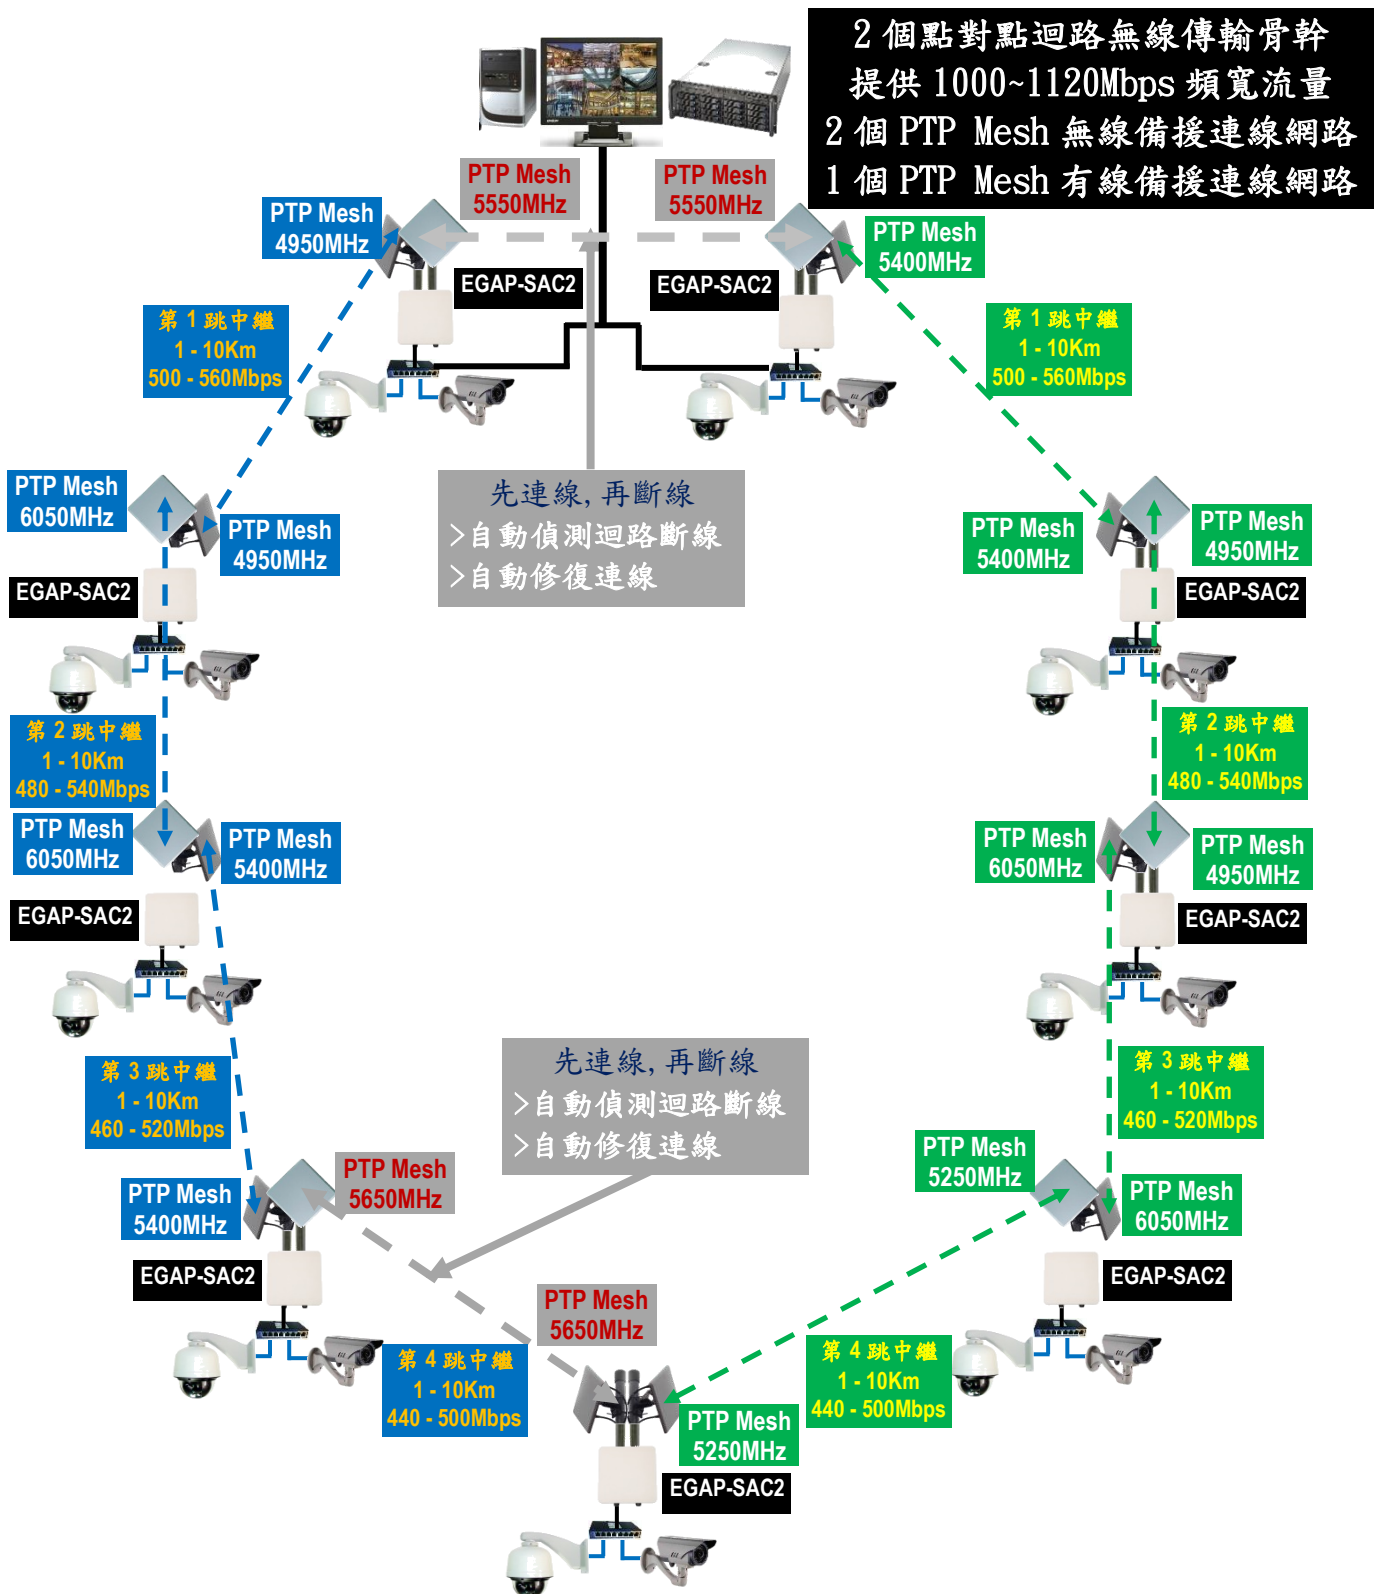 2 個點對點迴路無線傳輸骨幹
提供 1000~1120Mbps 頻寬流量
2 個 PTP Mesh 無線備援連線網路
1 個 PTP Mesh 有線備援連線網路
PTP Mesh
5550MHz
PTP Mesh
5550MHz
PTP Mesh
4950MHz
PTP Mesh
5400MHz
EGAP-SAC2
EGAP-SAC2
第 1 跳中繼
1 - 10Km
500 - 560Mbps
第 1 跳中繼
1 - 10Km
500 - 560Mbps
先連線, 再斷線
>自動偵測迴路斷線
>自動修復連線
PTP Mesh
6050MHz
PTP Mesh
4950MHz
PTP Mesh
5400MHz
PTP Mesh
4950MHz
EGAP-SAC2
EGAP-SAC2
第 2 跳中繼
1 - 10Km
480 - 540Mbps
第 2 跳中繼
1 - 10Km
480 - 540Mbps
PTP Mesh
6050MHz
PTP Mesh
5400MHz
PTP Mesh
6050MHz
PTP Mesh
4950MHz
EGAP-SAC2
EGAP-SAC2
第 3 跳中繼
1 - 10Km
460 - 520Mbps
先連線, 再斷線
>自動偵測迴路斷線
>自動修復連線
第 3 跳中繼
1 - 10Km
460 - 520Mbps
PTP Mesh
5400MHz
PTP Mesh
5650MHz
PTP Mesh
5250MHz
PTP Mesh
6050MHz
EGAP-SAC2
EGAP-SAC2
PTP Mesh
5650MHz
第 4 跳中繼
1 - 10Km
440 - 500Mbps
第 4 跳中繼
1 - 10Km
440 - 500Mbps
PTP Mesh
5250MHz
EGAP-SAC2